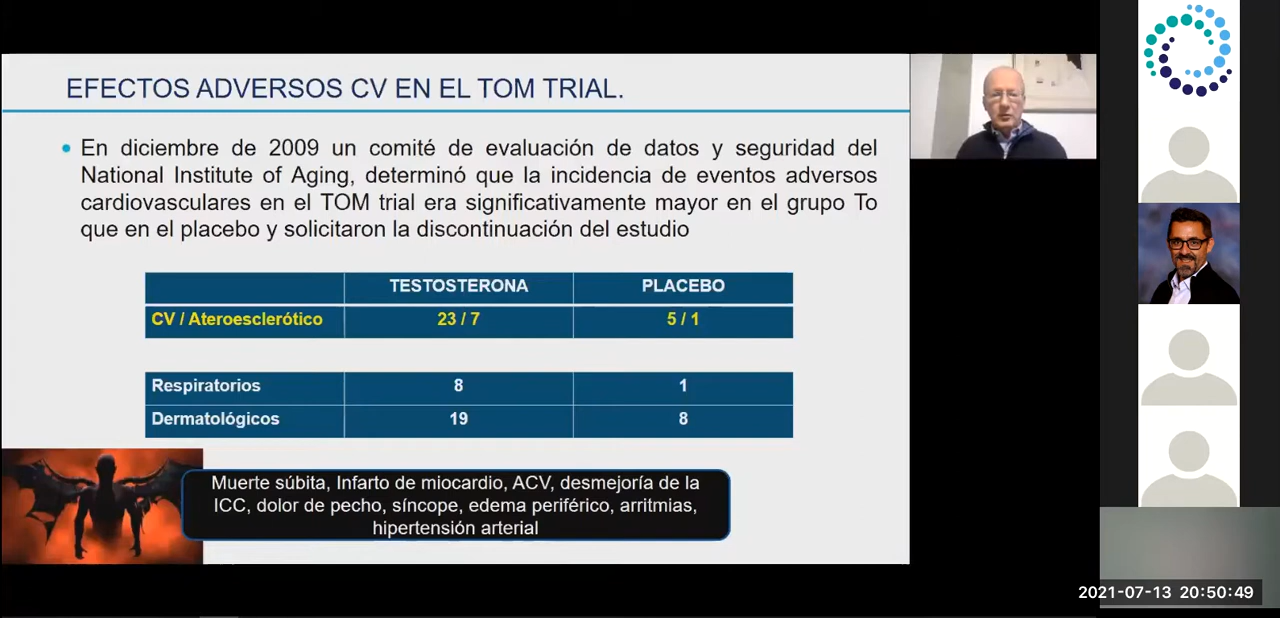 EFECTOS ADVERSOS CV EN EL TOM TRIAL.
• En diciembre de 2009 un comité de evaluación de datos y seguridad del
National Institute of Aging, determinó que la incidencia de eventos adversos
cardiovasculares en el TOM trial era significativamente mayor en el grupo To
que en el placebo y solicitaron la discontinuación del estudio
TESTOSTERONA PLACEBO
CV / Ateroesclerótico 23 / 7 5 / 1
Respiratorios 8 1
Dermatológicos 19 8
Muerte súbita, Infarto de miocardio, ACV, desmejoría de la
ICC, dolor de pecho, síncope, edema periférico, arritmias,
hipertensión arterial
2021-07-13 20:50:49